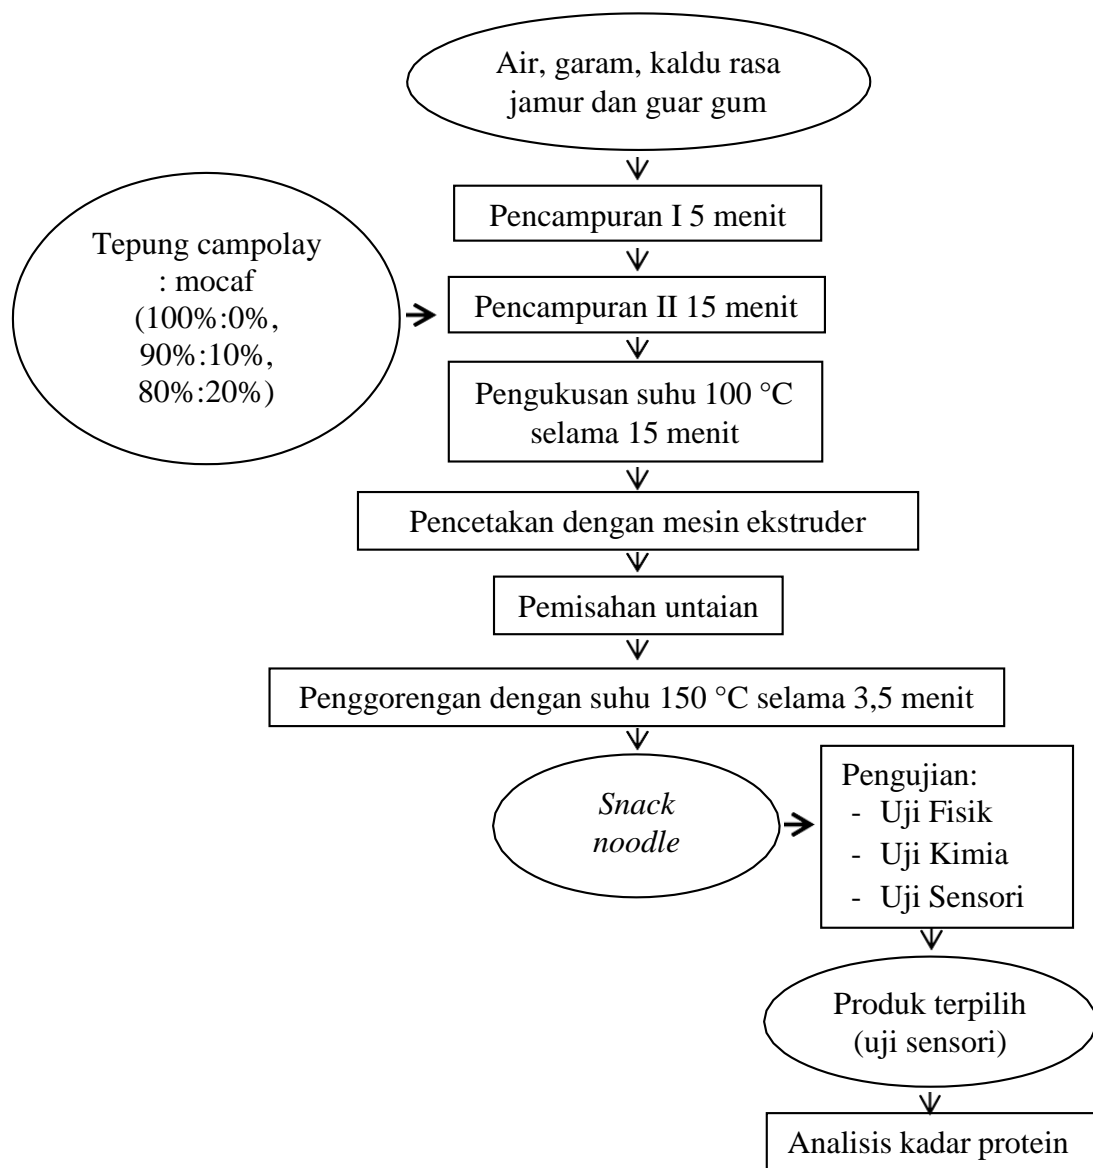 Air, garam, kaldu rasa
jamur dan guar gum
Pencampuran I 5 menit
Tepung campolay
: mocaf
(100%:0%,
90%:10%,
80%:20%)
Pencampuran II 15 menit
Pengukusan suhu 100 °C
selama 15 menit
Pencetakan dengan mesin ekstruder
Pemisahan untaian
Penggorengan dengan suhu 150 °C selama 3,5 menit
Snack
noodle
Pengujian:
- Uji Fisik
- Uji Kimia
- Uji Sensori
Produk terpilih
(uji sensori)
Analisis kadar protein